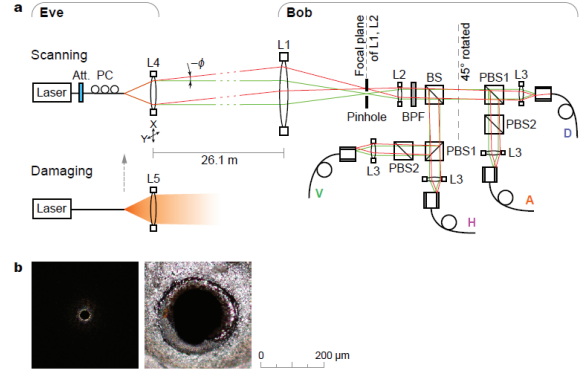 Eve
Bob
a
Scanning
Att.
PC
L4
−ϕ
L1
Focal plane
of L1, L2
45° rotated
L2
BPF
BS
PBS1
L3
Laser
Pinhole
PBS2
D
X
Y
26.1 m
L3
PBS1
Damaging
L5
L3
PBS2
L3
V
H
A
Laser
b
0
200 µm